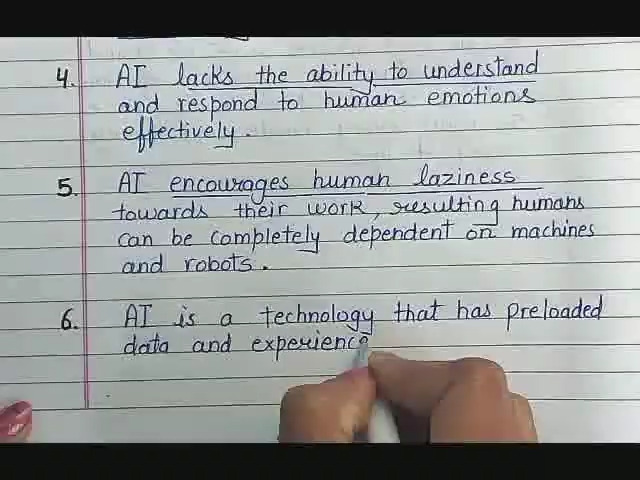 4. AI lacks the ability to understand
and respond to human emotions
effectively.
5. AI encourages human laziness
towards their work, resulting humans
can be completely dependent on machines
and robots.
6. AI is a technology that has preloaded
data and experience